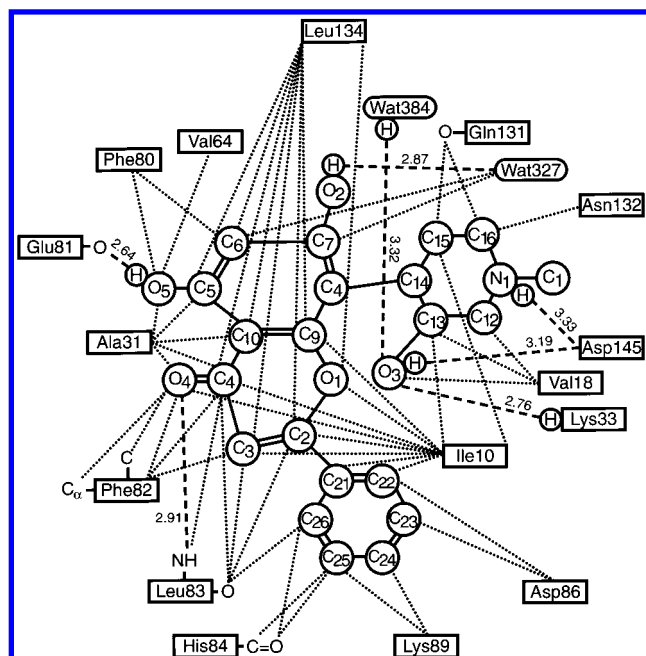 Leu134
Wat384
H
O Gln131
Val64
Phe80
H 2.87 Wat327
O2
Asn132
Glu81 O 2.64 H
C6 C7 3.32 C15 C16
O5 C5 C4 C14 N1 C1
H
Ala31 C10 C9 C13 C12 3.33
3.19 Asp145
O4 C4 O1 O3 H
Val18
2.76 H Lys33
C3 C2
C Ile10
Cα Phe82 C21 C22
2.91 C26 C23
NH C25 C24
Leu83 O Asp86
His84 C=O Lys89